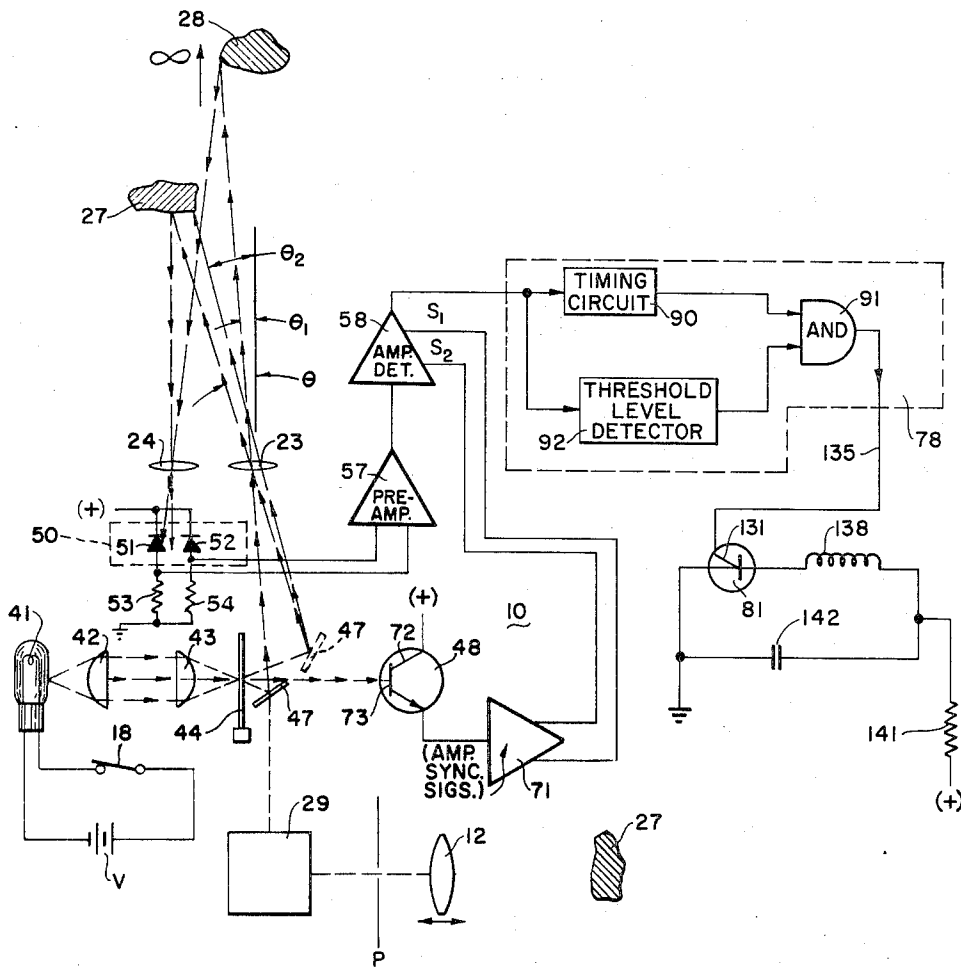 28
∞
27
θ2
θ1
θ
24
23
(+)
50
51
52
53
54
58
AMP.
DET.
S1
S2
57
PRE-
AMP.
TIMING
CIRCUIT
90
91
AND
THRESHOLD
LEVEL
DETECTOR
92
78
135
131
81
138
142
141
(+)
41
42
43
44
47
47
18
V
(+)
72
73
48
10
(AMP.
SYNC.
SIGS.)
71
29
12
P
27